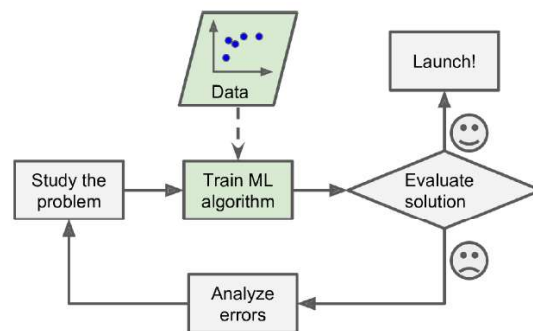 Data
Launch!
Study the
problem
Train ML
algorithm
Evaluate
solution
Analyze
errors